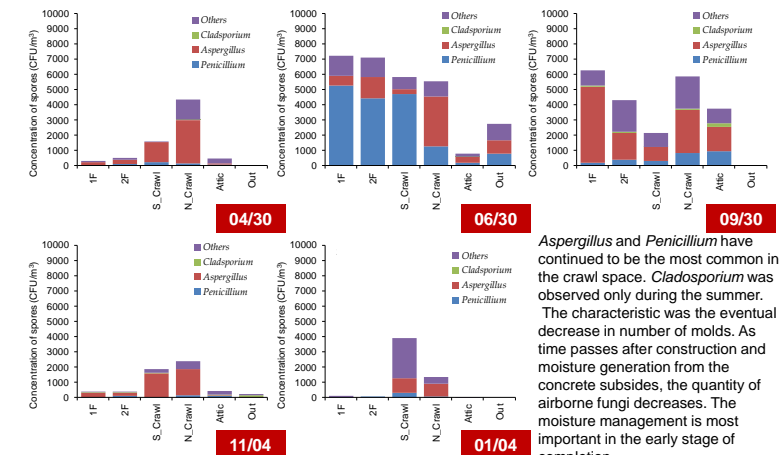 10000
9000
8000
7000
6000
5000
4000
3000
2000
1000
0
Concentration of spores (CFU/m³)
Others
Cladsporium
Aspergillus
Penicillium
1F
2F
S_Crawl
N_Crawl
Attic
Out
04/30
10000
9000
8000
7000
6000
5000
4000
3000
2000
1000
0
Concentration of spores (CFU/m³)
Others
Cladsporium
Aspergillus
Penicillium
1F
2F
S_Crawl
N_Crawl
Attic
Out
06/30
10000
9000
8000
7000
6000
5000
4000
3000
2000
1000
0
Concentration of spores (CFU/m³)
Others
Cladsporium
Aspergillus
Penicillium
1F
2F
S_Crawl
N_Crawl
Attic
Out
09/30
10000
9000
8000
7000
6000
5000
4000
3000
2000
1000
0
Concentration of spores (CFU/m³)
Others
Cladsporium
Aspergillus
Penicillium
1F
2F
S_Crawl
N_Crawl
Attic
Out
11/04
10000
9000
8000
7000
6000
5000
4000
3000
2000
1000
0
Concentration of spores (CFU/m³)
Others
Cladsporium
Aspergillus
Penicillium
1F
2F
S_Crawl
N_Crawl
Attic
Out
01/04
Aspergillus and Penicillium have
continued to be the most common in
the crawl space. Cladosporium was
observed only during the summer.
The characteristic was the eventual
decrease in number of molds. As
time passes after construction and
moisture generation from the
concrete subsides, the quantity of
airborne fungi decreases. The
moisture management is most
important in the early stage of